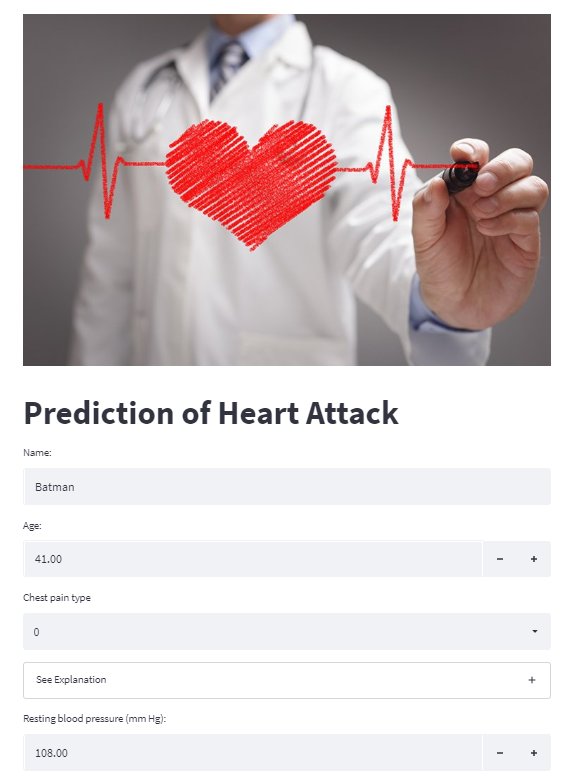 Prediction of Heart Attack
Name:
Batman
Age:
41.00
Chest pain type
0
See Explanation
Resting blood pressure (mm Hg):
108.00